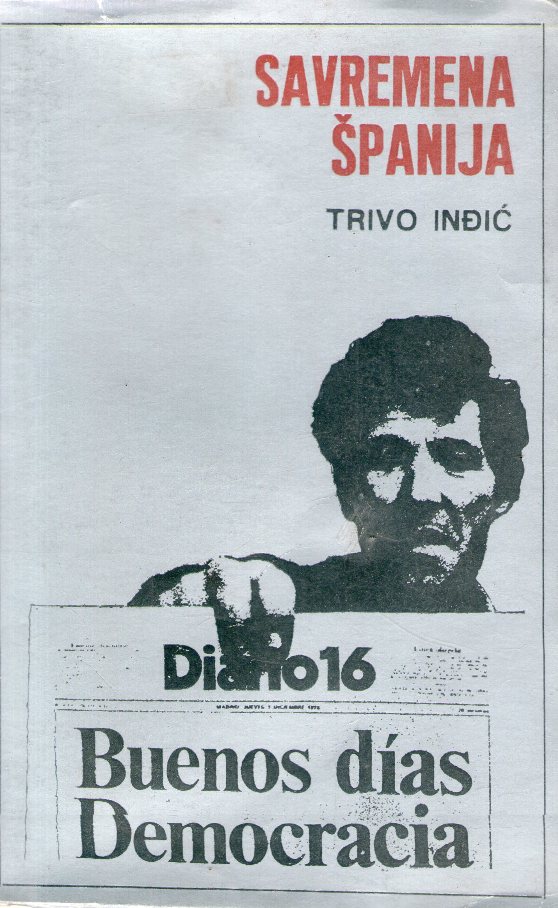 SAVREMENA
ŠPANIJA
TRIVO INĐIĆ
Diario16
Buenos días
Democracia